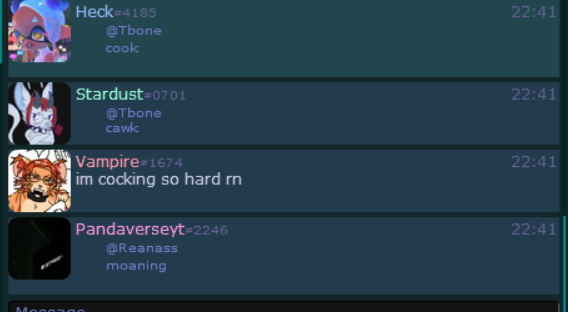 Heck#4185 22:41
@Tbone
cook
Stardust#0701 22:41
@Tbone
cawk
Vampire#1674 22:41
im cocking so hard rn
Pandaverseyt#2246 22:41
@Reanass
moaning
Message